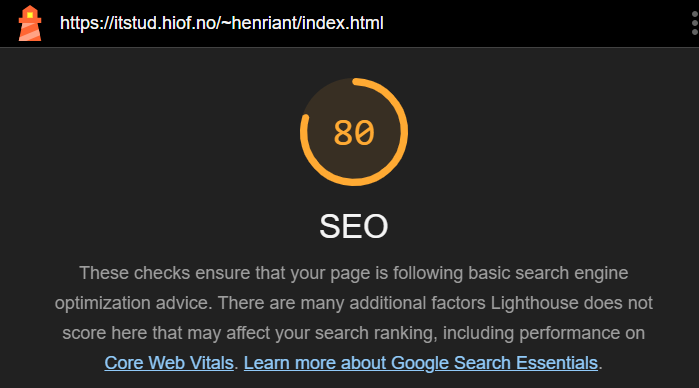 https://itstud.hiof.no/~henriant/index.html
80
SEO
These checks ensure that your page is following basic search engine
optimization advice. There are many additional factors Lighthouse does not
score here that may affect your search ranking, including performance on
Core Web Vitals. Learn more about Google Search Essentials.